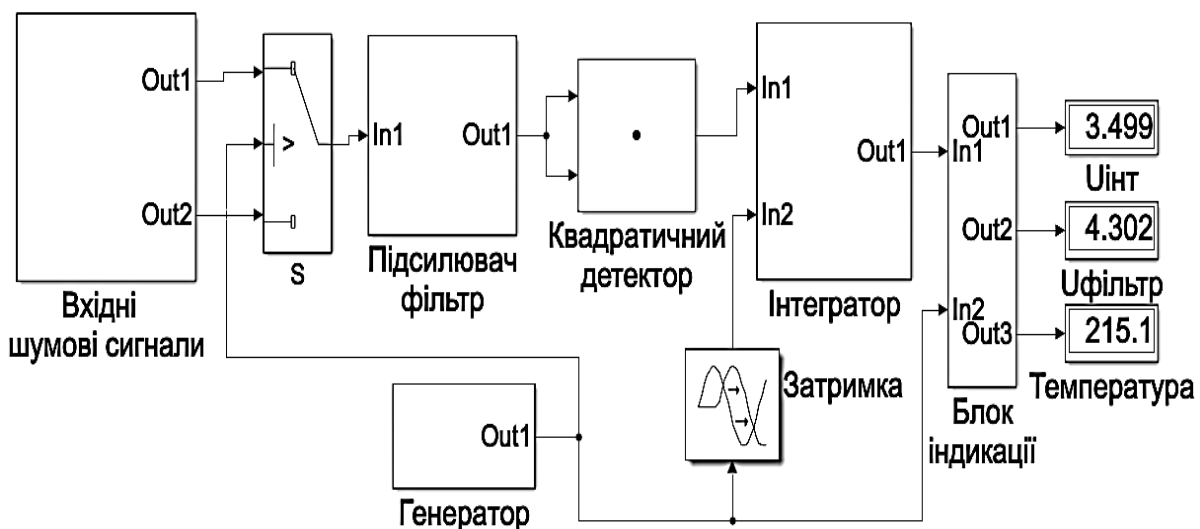 Out1
Out2
Вхідні
шумові сигнали
>
S
In1
Out1
Підсилювач
фільтр
Квадратичний
детектор
In1
In2
Out1
Інтегратор
Затримка
Out1
Генератор
In1
In2
Out1
Out2
Out3
Блок
індикації
3.499
Uінт
4.302
Uфільтр
215.1
Температура